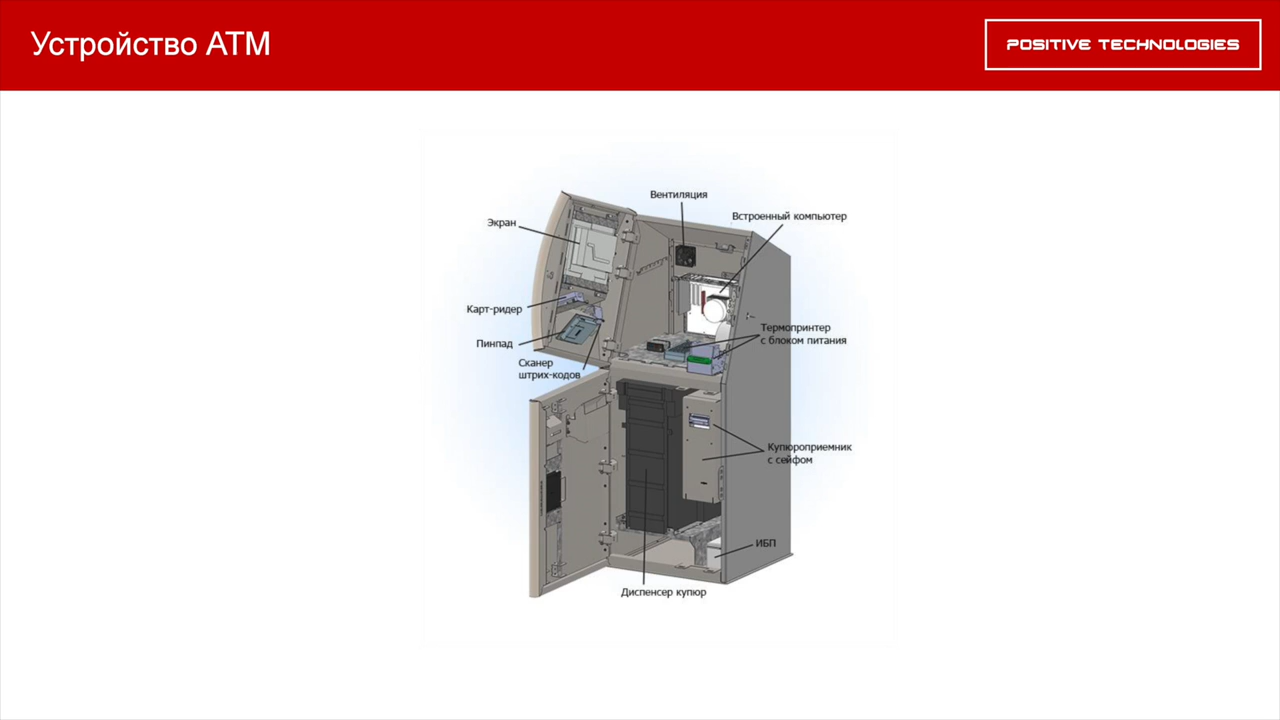 Устройство ATM
POSITIVE TECHNOLOGIES
Вентиляция
Встроенный компьютер
Экран
Карт-ридер
Термопринтер
с блоком питания
Пинпад
Сканер
штрих-кодов
Купюроприемник
с сейфом
ИБП
Диспенсер купюр